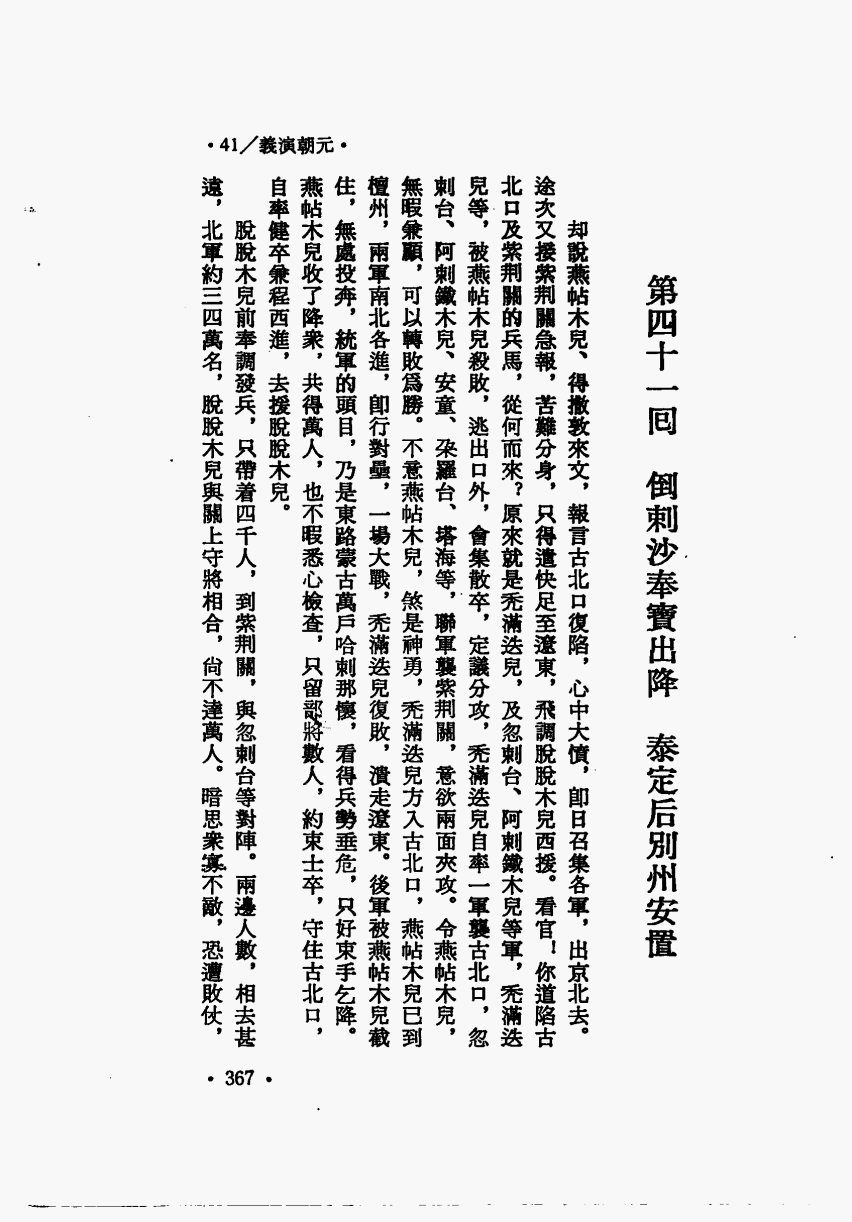 •41／義演朝元•
第四十一回　倒刺沙奉寶出降　泰定后別州安置
却說燕帖木兒、得撒敦來文，報言古北口復陷，心中大憤，卽日召集各軍，出京北去。
途次又接紫荆關急報，苦難分身，只得遣快足至遼東，飛調脫脫木兒西援。看官！你道陷古
北口及紫荆關的兵馬，從何而來？原來就是禿滿迭兒，及忽剌台、阿剌鐵木兒等軍，禿滿迭
兒等，被燕帖木兒殺敗，逃出口外，會集散卒，定議分攻，禿滿迭兒自率一軍襲古北口，忽
剌台、阿剌鐵木兒、安童、朶羅台、塔海等，聯軍襲紫荆關，意欲兩面夾攻。令燕帖木兒，
無暇兼顧，可以轉敗爲勝。不意燕帖木兒，煞是神勇，禿滿迭兒方入古北口，燕帖木兒已到
檀州，兩軍南北各進，卽行對壘，一場大戰，禿滿迭兒復敗，潰走遼東。後軍被燕帖木兒截
住，無處投奔，統軍的頭目，乃是東路蒙古萬戶哈剌那懷，看得兵勢垂危，只好束手乞降。
燕帖木兒收了降衆，共得萬人，也不暇悉心檢查，只留部將數人，約束士卒，守住古北口，
自率健卒兼程西進，去援脫脫木兒。
脫脫木兒前奉調發兵，只帶着四千人，到紫荆關，與忽剌台等對陣。兩邊人數，相去甚
遠，北軍約三四萬名，脫脫木兒與關上守將相合，尙不達萬人。暗思衆寡不敵，恐遭敗仗，
•367•